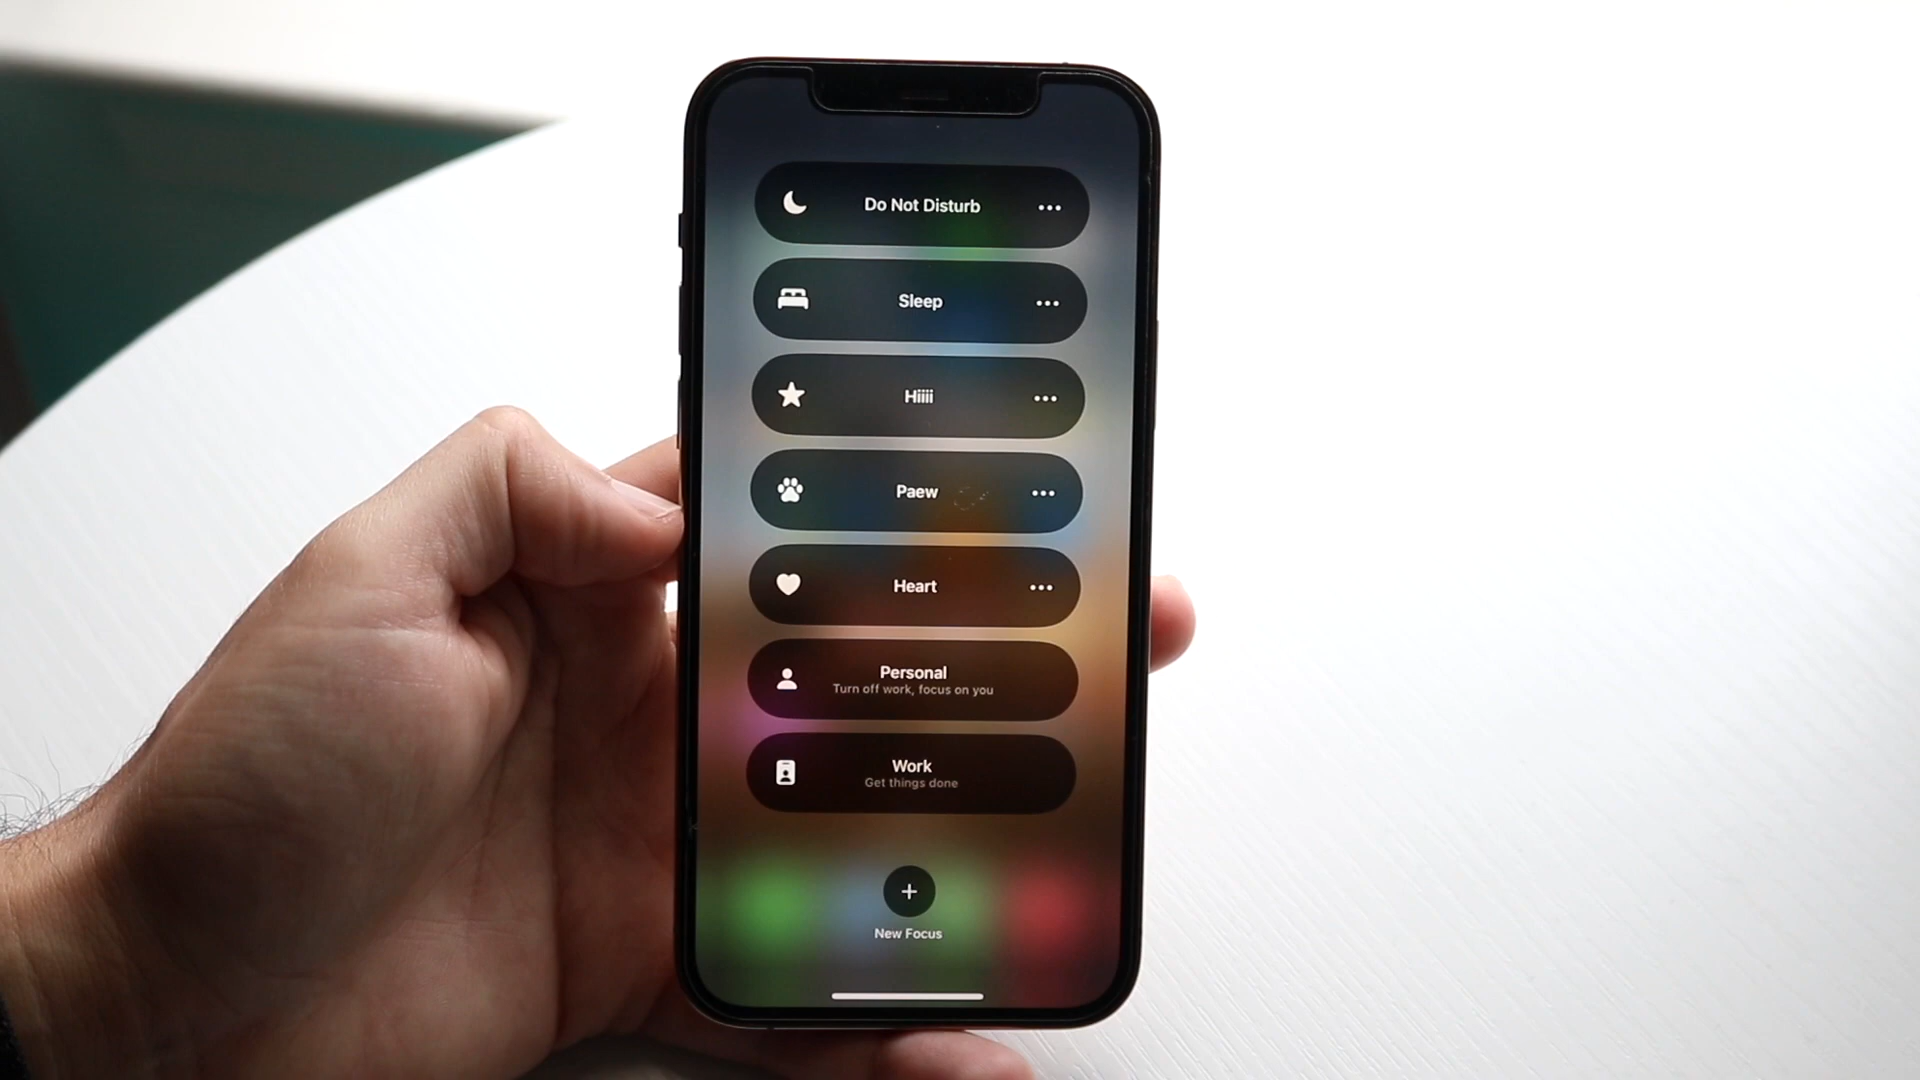 Do Not Disturb
Sleep
Hiiii
Paew
Heart
Personal
Turn off work, focus on you
Work
Get things done
New Focus